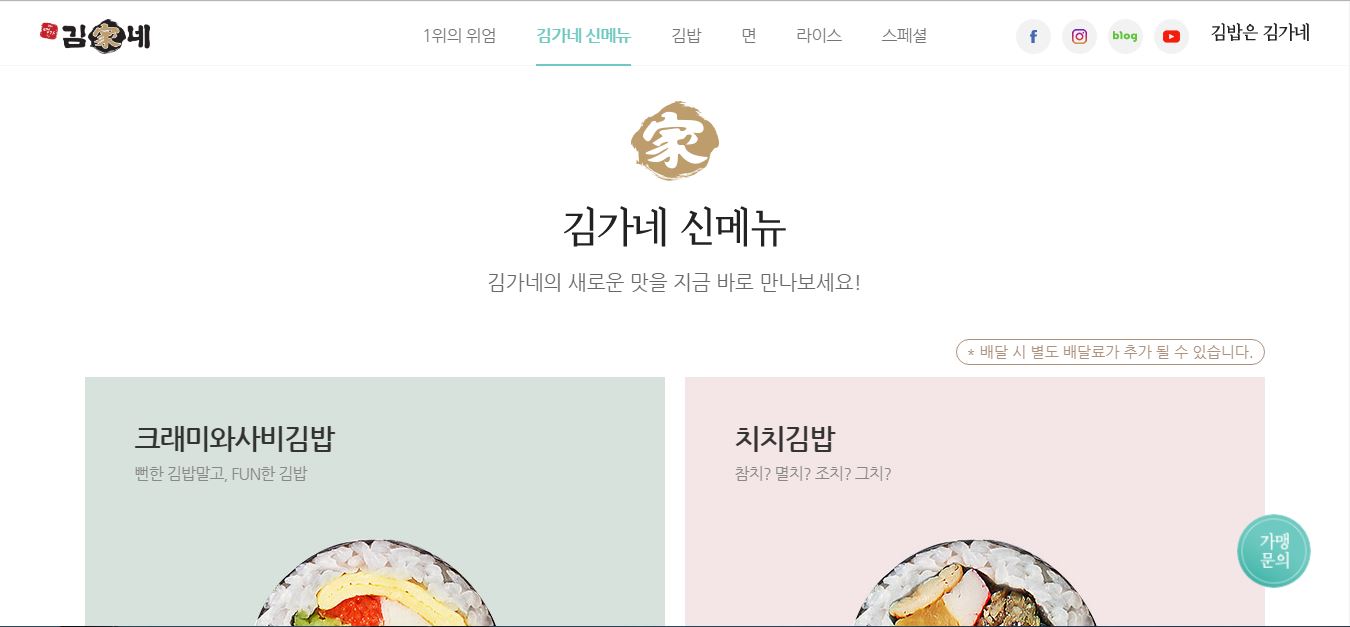 김家네
1위의 위엄
김가네 신메뉴
김밥
면
라이스
스페셜
f
blog
김밥은 김가네
家
김가네 신메뉴
김가네의 새로운 맛을 지금 바로 만나보세요!
* 배달 시 별도 배달료가 추가 될 수 있습니다.
크래미와사비김밥
뻔한 김밥말고, FUN한 김밥
치치김밥
참치? 멸치? 조치? 그치?
가맹
문의